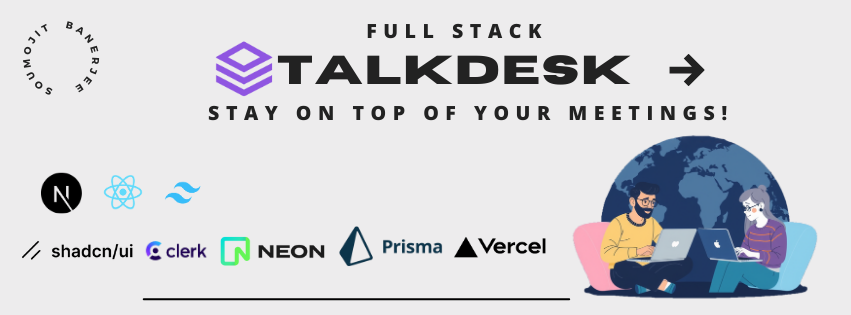 SOUMOJIT BANERJEE
FULL STACK
TALKDESK →
STAY ON TOP OF YOUR MEETINGS!
N
shadcn/ui clerk N NEON Prisma Vercel